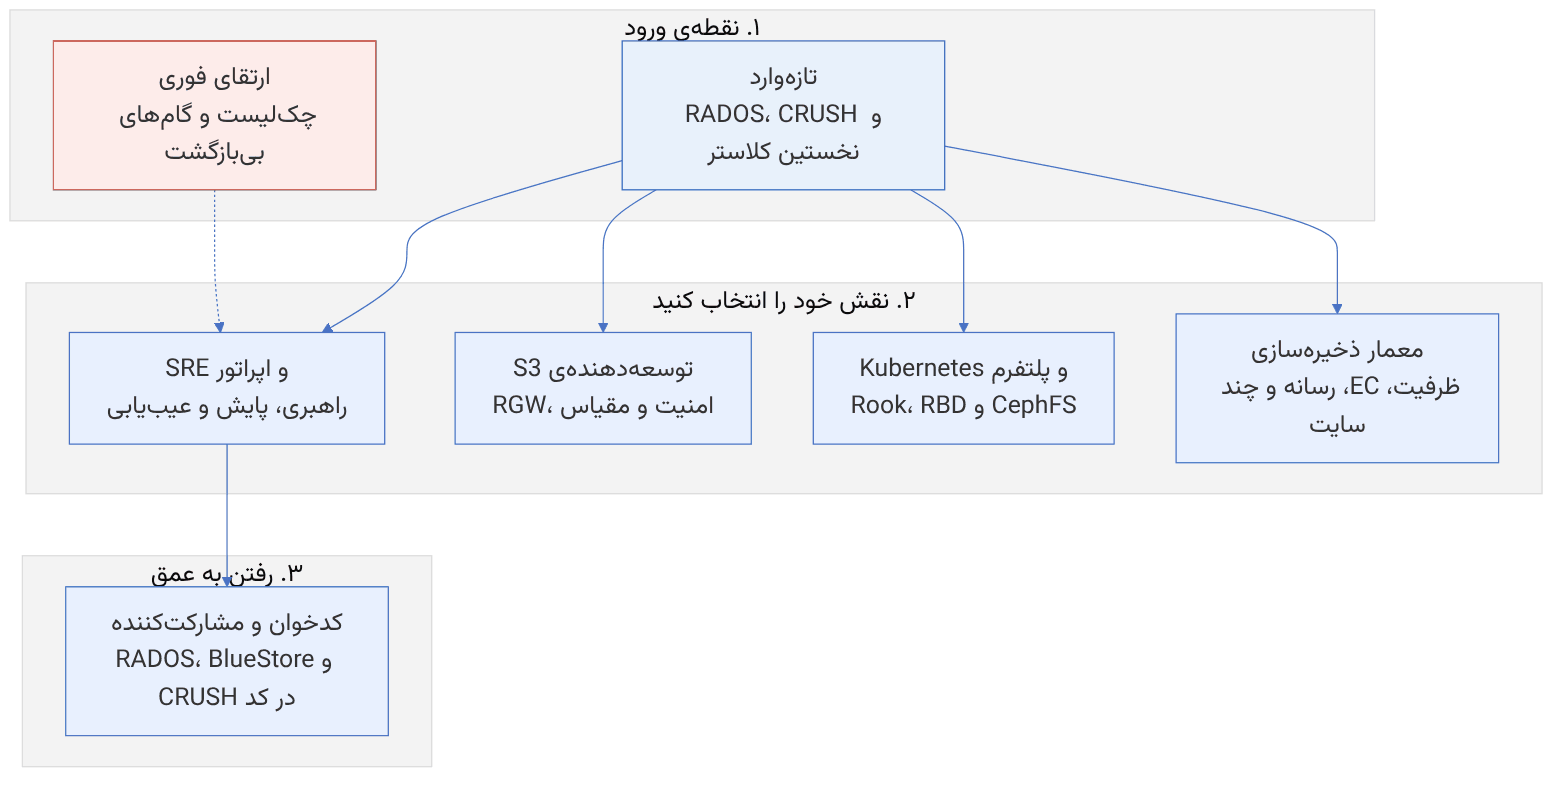 ۱. نقطه‌ی ورود
تازه‌وارد
RADOS، CRUSH و
نخستین کلاستر
ارتقای فوری
چک‌لیست و گام‌های
بی‌بازگشت
۲. نقش خود را انتخاب کنید
معمار ذخیره‌سازی
ظرفیت، EC، رسانه و چند
سایت
Kubernetes و پلتفرم
Rook، RBD و CephFS
توسعه‌دهنده‌ی S3
RGW، امنیت و مقیاس
SRE و اپراتور
راهبری، پایش و عیب‌یابی
۳. رفتن به عمق
کدخوان و مشارکت‌کننده
RADOS، BlueStore و
CRUSH در کد